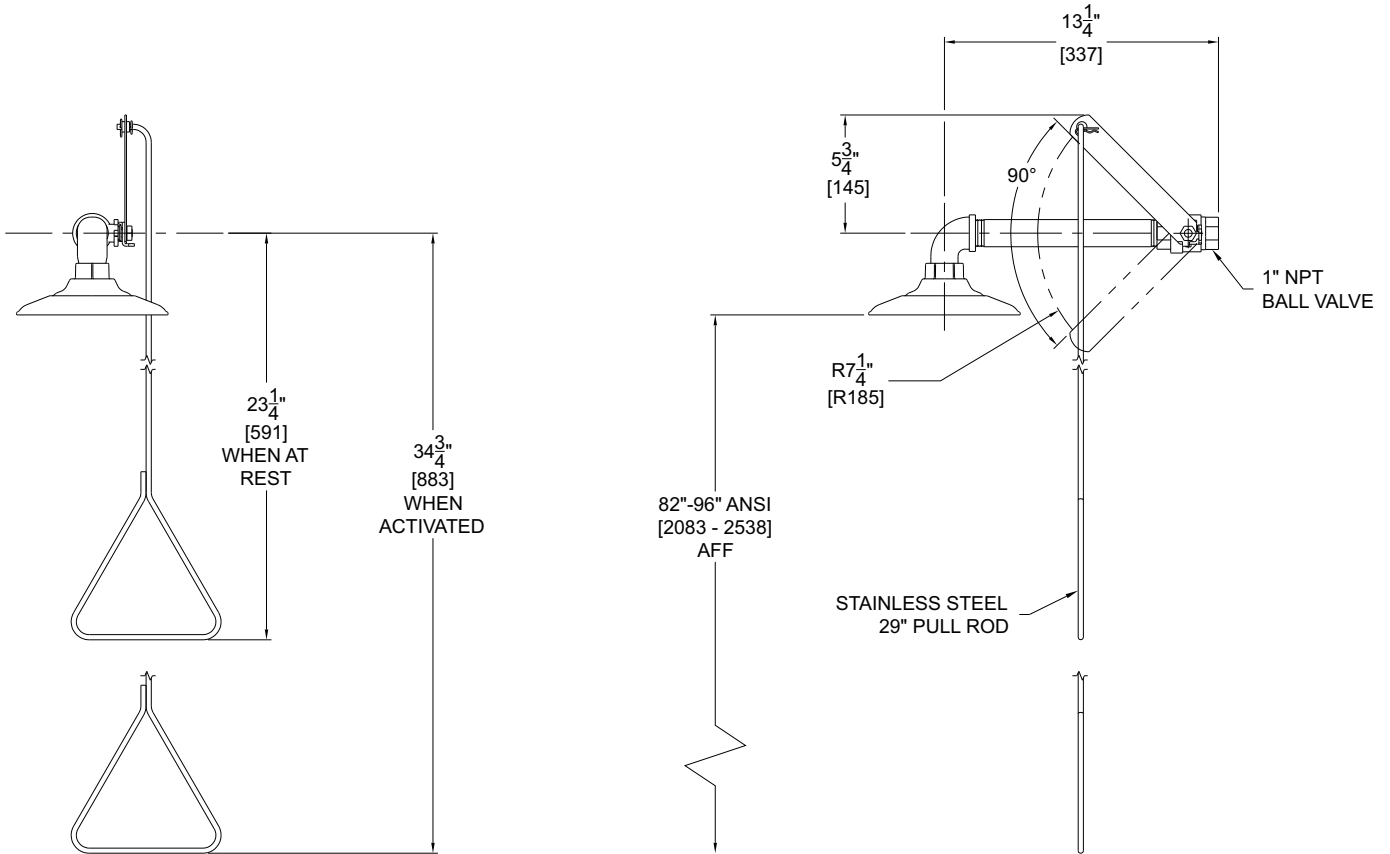 23 1/4"
[591]
WHEN AT
REST
34 3/4"
[883]
WHEN
ACTIVATED
13 1/4"
[337]
5 3/4"
[145]
90°
1" NPT
BALL VALVE
R7 1/4"
[R185]
82"-96" ANSI
[2083 - 2538]
AFF
STAINLESS STEEL
29" PULL ROD